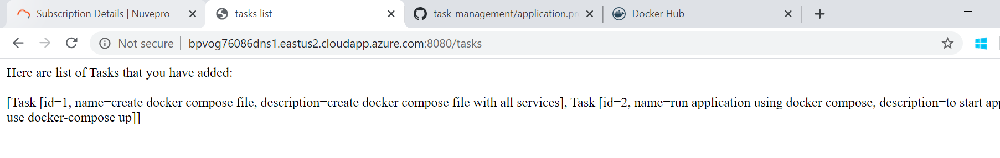 Subscription Details | Nuvepro
tasks list
task-management/application.pr
Docker Hub
Not secure | bpvog76086dns1.eastus2.cloudapp.azure.com:8080/tasks
Here are list of Tasks that you have added:
[Task [id=1, name=create docker compose file, description=create docker compose file with all services], Task [id=2, name=run application using docker compose, description=to start app
use docker-compose up]]